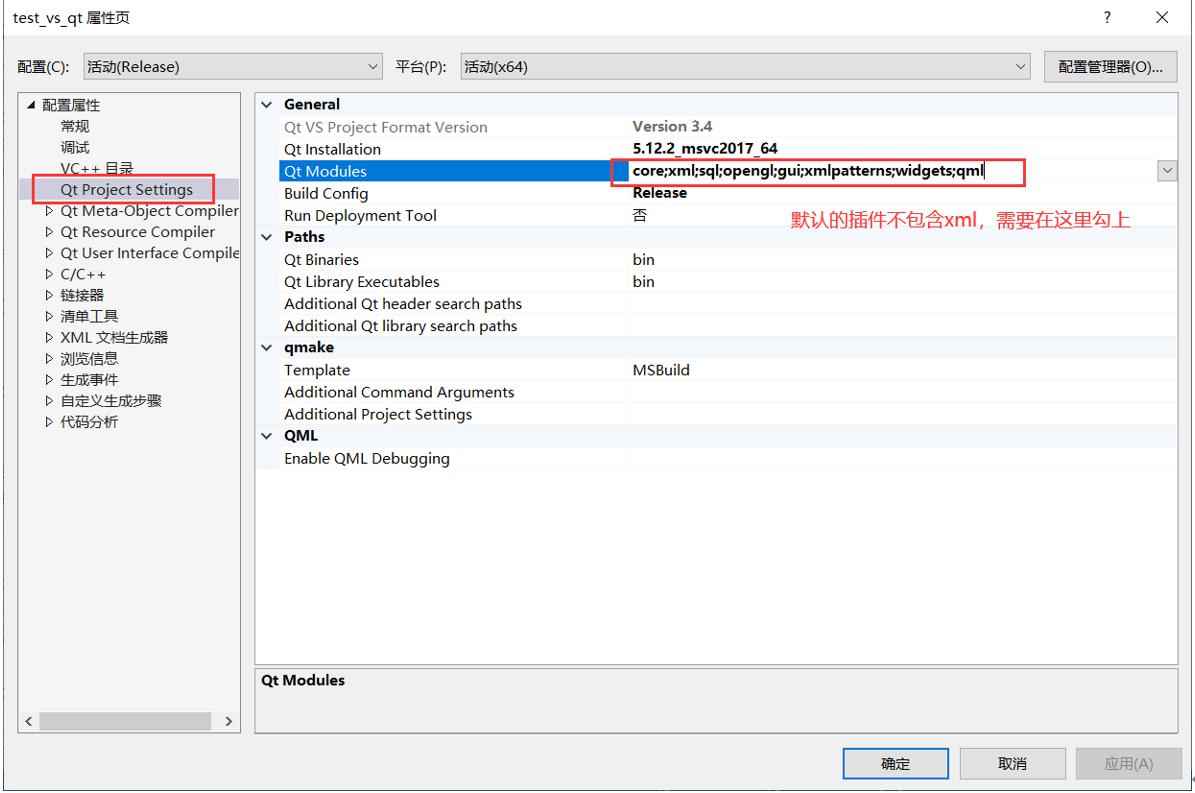 test_vs_qt 属性页
?
配置(C):
活动(Release)
平台(P):
活动(x64)
配置管理器(O)...
配置属性
常规
调试
VC++ 目录
Qt Project Settings
Qt Meta-Object Compiler
Qt Resource Compiler
Qt User Interface Compile
C/C++
链接器
清单工具
XML 文档生成器
浏览信息
生成事件
自定义生成步骤
代码分析
General
Qt VS Project Format Version
Version 3.4
Qt Installation
5.12.2_msvc2017_64
Qt Modules
core;xml;sql;opengl;gui;xmlpatterns;widgets;qml
Build Config
Release
Run Deployment Tool
否
默认的插件不包含xml，需要在这里勾上
Paths
Qt Binaries
bin
Qt Library Executables
bin
Additional Qt header search paths
Additional Qt library search paths
qmake
Template
MSBuild
Additional Command Arguments
Additional Project Settings
QML
Enable QML Debugging
Qt Modules
确定
取消
应用(A)